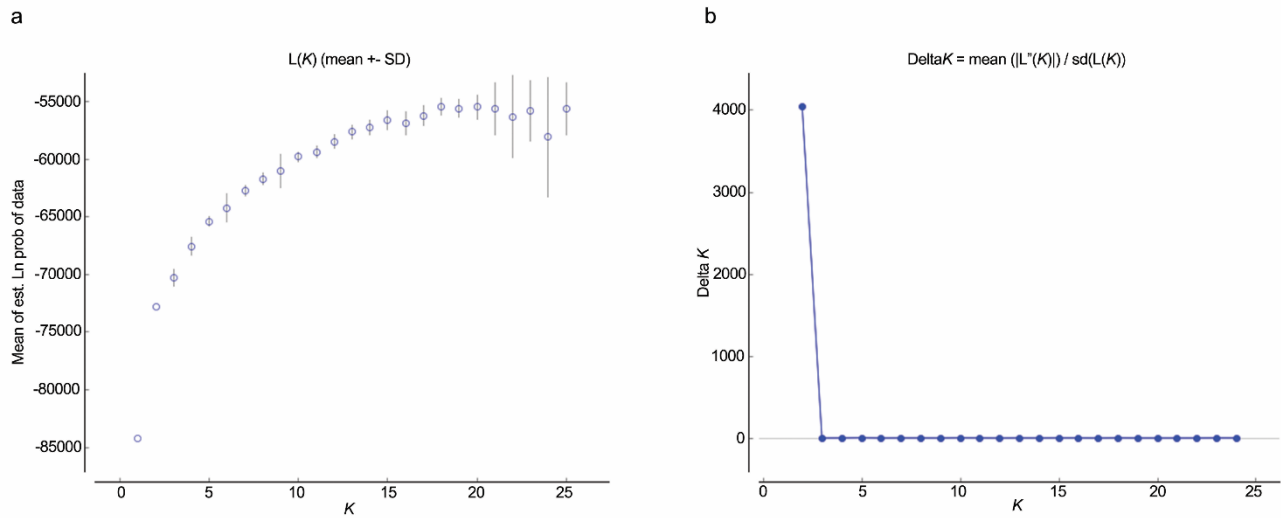 a
L(K) (mean +- SD)
Mean of est. Ln prob of data
-55000
-60000
-65000
-70000
-75000
-80000
-85000
0 5 10 15 20 25
K
b
DeltaK = mean (|L"(K)|) / sd(L(K))
Delta K
4000
3000
2000
1000
0
0 5 10 15 20 25
K